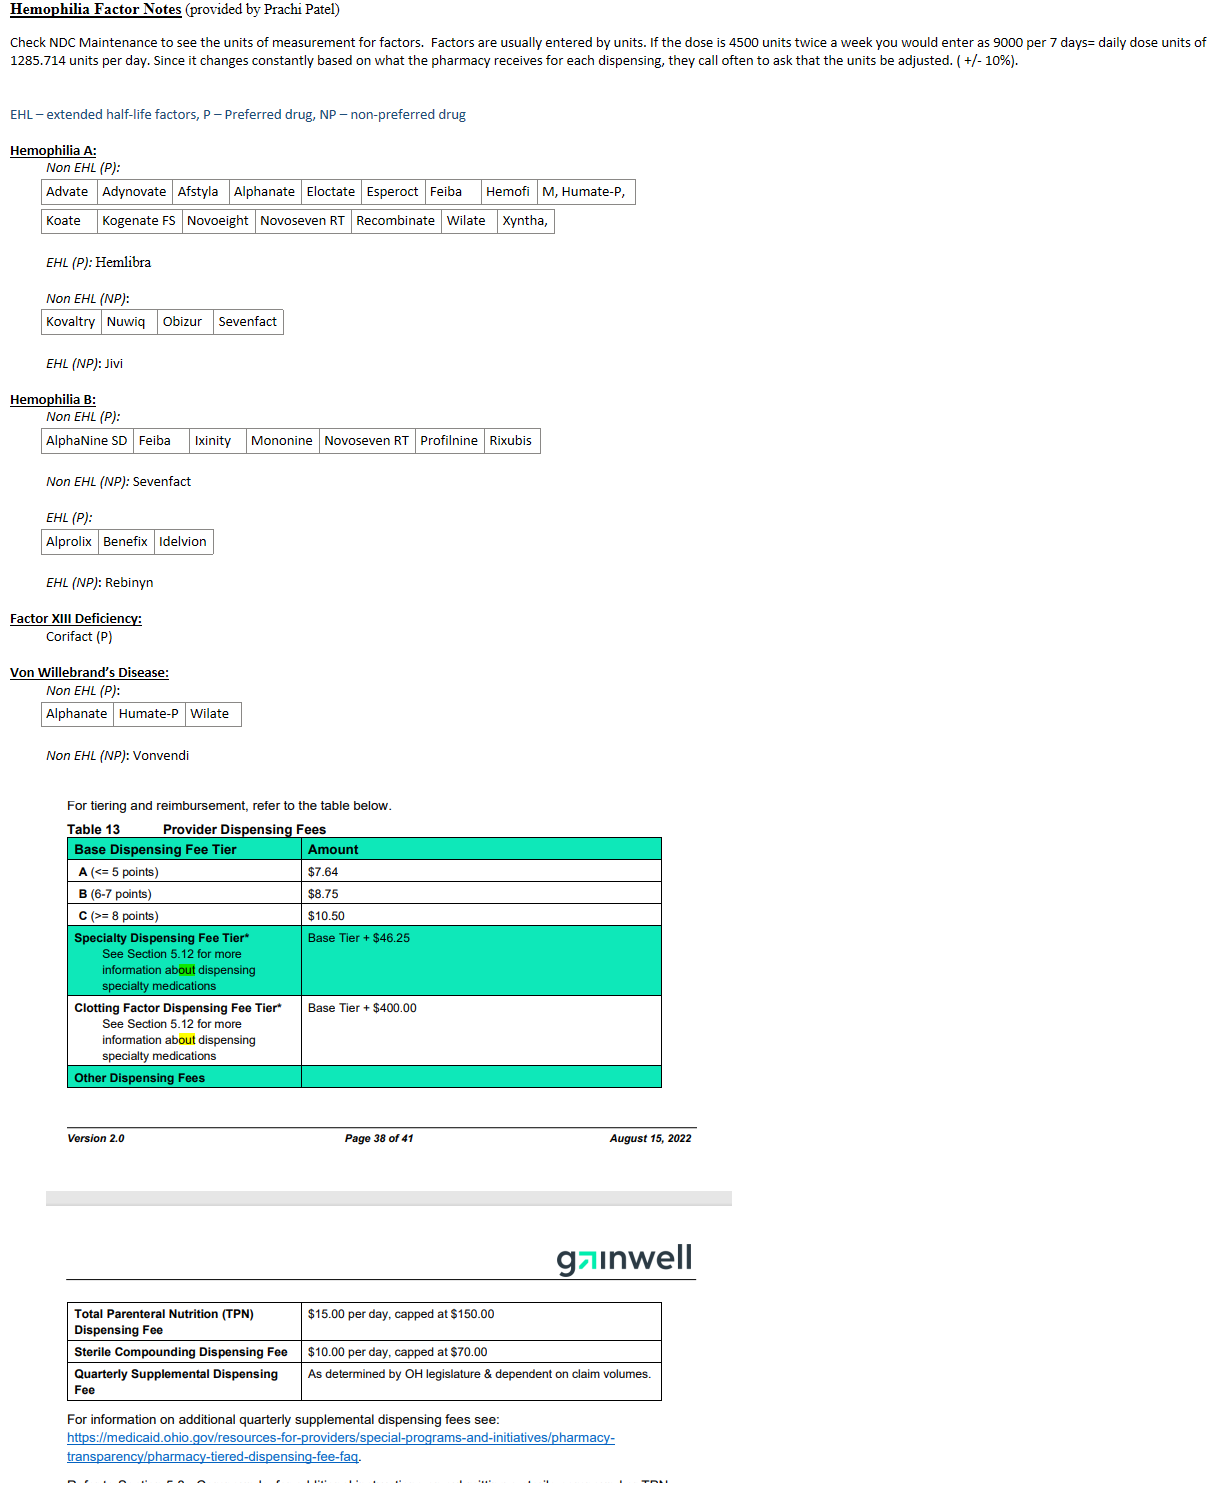 Hemophilia Factor Notes (provided by Prachi Patel)
Check NDC Maintenance to see the units of measurement for factors. Factors are usually entered by units. If the dose is 4500 units twice a week you would enter as 9000 per 7 days= daily dose units of
1285.714 units per day. Since it changes constantly based on what the pharmacy receives for each dispensing, they call often to ask that the units be adjusted. ( +/- 10%).
EHL – extended half-life factors, P – Preferred drug, NP – non-preferred drug
Hemophilia A:
Non EHL (P):
Advate Adynovate Afstyla Alphanate Eloctate Esperoct Feiba Hemofi M, Humate-P,
Koate Kogenate FS Novoeight Novoseven RT Recombinate Wilate Xyntha,
EHL (P): Hemlibra
Non EHL (NP):
Kovaltry Nuwiq Obizur Sevenfact
EHL (NP): Jivi
Hemophilia B:
Non EHL (P):
AlphaNine SD Feiba Ixinity Mononine Novoseven RT Profilnine Rixubis
Non EHL (NP): Sevenfact
EHL (P):
Alprolix Benefix Idelvion
EHL (NP): Rebinyn
Factor XIII Deficiency:
Corifact (P)
Von Willebrand's Disease:
Non EHL (P):
Alphanate Humate-P Wilate
Non EHL (NP): Vonvendi
For tiering and reimbursement, refer to the table below.
Table 13 Provider Dispensing Fees
Base Dispensing Fee Tier Amount
A (<= 5 points) $7.64
B (6-7 points) $8.75
C (>= 8 points) $10.50
Specialty Dispensing Fee Tier* Base Tier + $46.25
See Section 5.12 for more
information about dispensing
specialty medications
Clotting Factor Dispensing Fee Tier* Base Tier + $400.00
See Section 5.12 for more
information about dispensing
specialty medications
Other Dispensing Fees
Version 2.0 Page 38 of 41 August 15, 2022
gainwell
Total Parenteral Nutrition (TPN) $15.00 per day, capped at $150.00
Dispensing Fee
Sterile Compounding Dispensing Fee $10.00 per day, capped at $70.00
Quarterly Supplemental Dispensing As determined by OH legislature & dependent on claim volumes.
Fee
For information on additional quarterly supplemental dispensing fees see:
https://medicaid.ohio.gov/resources-for-providers/special-programs-and-initiatives/pharmacy-
transparency/pharmacy-tiered-dispensing-fee-faq.